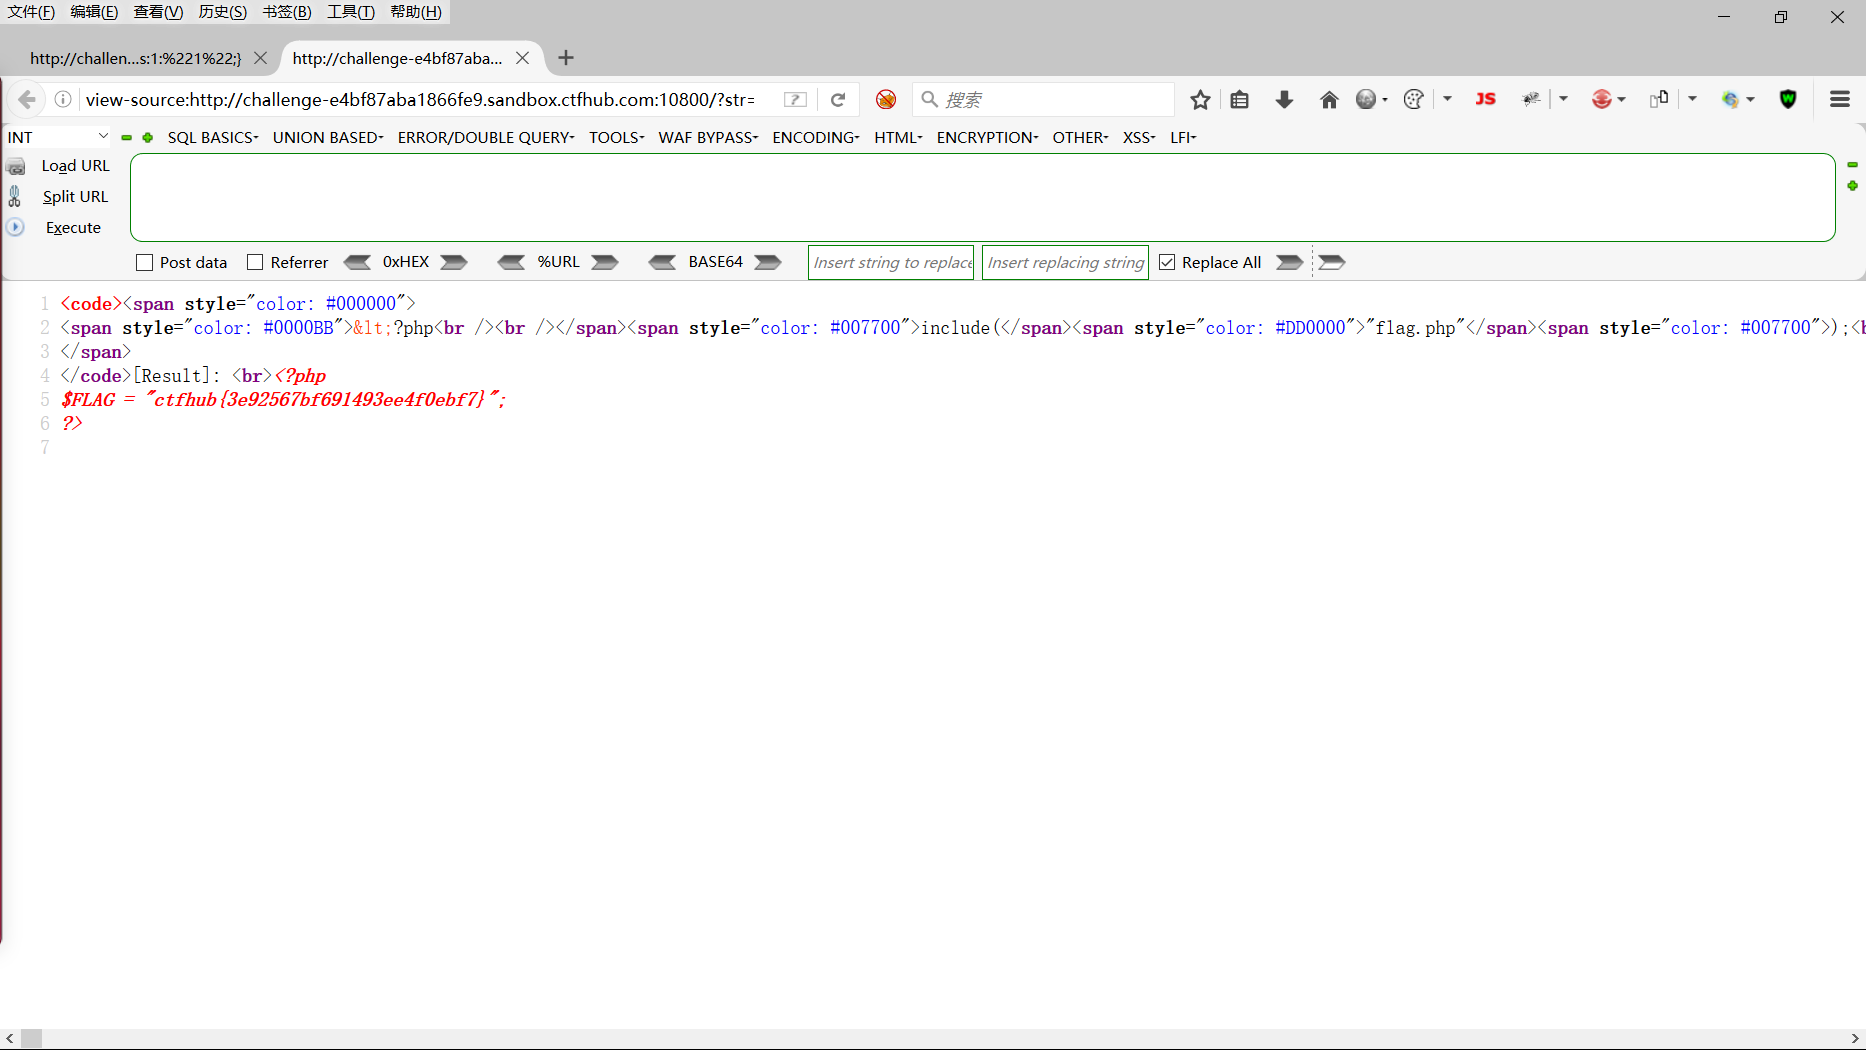 文件(F) 编辑(E) 查看(V) 历史(S) 书签(B) 工具(T) 帮助(H)
http://challen...s:1:%221%22;} http://challenge-e4bf87aba...
view-source:http://challenge-e4bf87aba1866fe9.sandbox.ctfhub.com:10800/?str= 搜索 JS
INT SQL BASICS UNION BASED ERROR/DOUBLE QUERY TOOLS WAF BYPASS ENCODING HTML ENCRYPTION OTHER XSS LFI
Load URL
Split URL
Execute
Post data Referrer 0xHEX %URL BASE64 Insert string to replace Insert replacing string Replace All
1 <code><span style="color: #000000">
2 <span style="color: #0000BB">&lt;?php<br /><br /></span><span style="color: #007700">include(</span><span style="color: #DD0000">"flag.php"</span><span style="color: #007700">);<b
3 </span>
4 </code>[Result]: <br><?php
5 $FLAG = "ctfhub{3e92567bf691493ee4f0ebf7}";
6 ?>
7